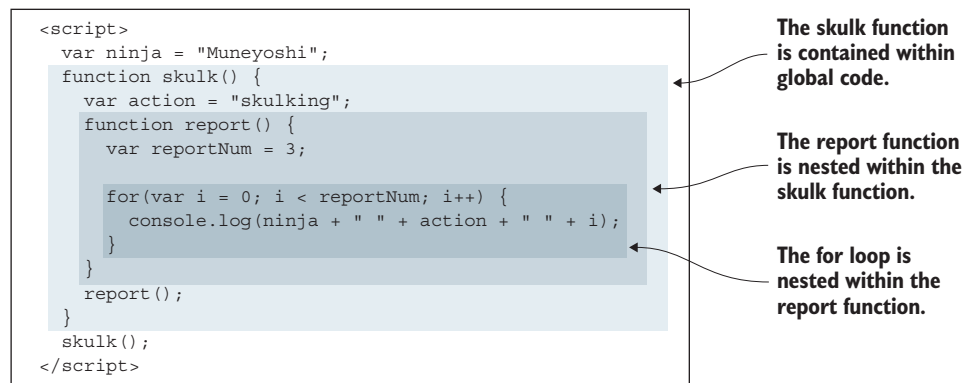 <script>
var ninja = "Muneyoshi";
function skulk() {
var action = "skulking";
function report() {
var reportNum = 3;
for(var i = 0; i < reportNum; i++) {
console.log(ninja + " " + action + " " + i);
}
}
report();
}
skulk();
</script>
The skulk function
is contained within
global code.
The report function
is nested within the
skulk function.
The for loop is
nested within the
report function.